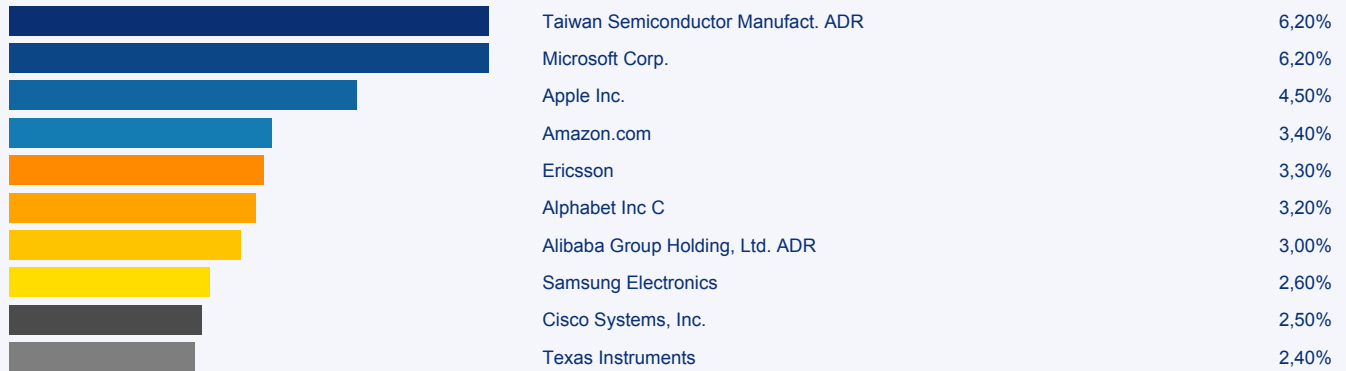 Taiwan Semiconductor Manufact. ADR 6,20%
Microsoft Corp. 6,20%
Apple Inc. 4,50%
Amazon.com 3,40%
Ericsson 3,30%
Alphabet Inc C 3,20%
Alibaba Group Holding, Ltd. ADR 3,00%
Samsung Electronics 2,60%
Cisco Systems, Inc. 2,50%
Texas Instruments 2,40%